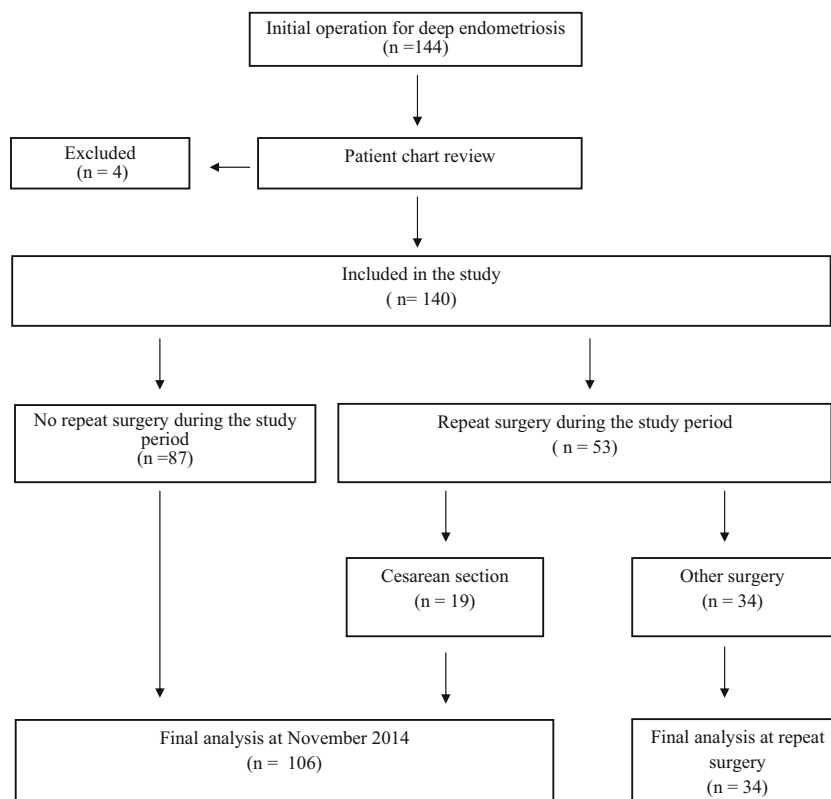 Initial operation for deep endometriosis
(n =144)
Patient chart review
Excluded
(n = 4)
Included in the study
( n= 140)
No repeat surgery during the study
period
(n =87)
Repeat surgery during the study period
( n = 53)
Cesarean section
(n = 19)
Other surgery
(n = 34)
Final analysis at November 2014
(n =  106)
Final analysis at repeat
surgery
(n = 34)